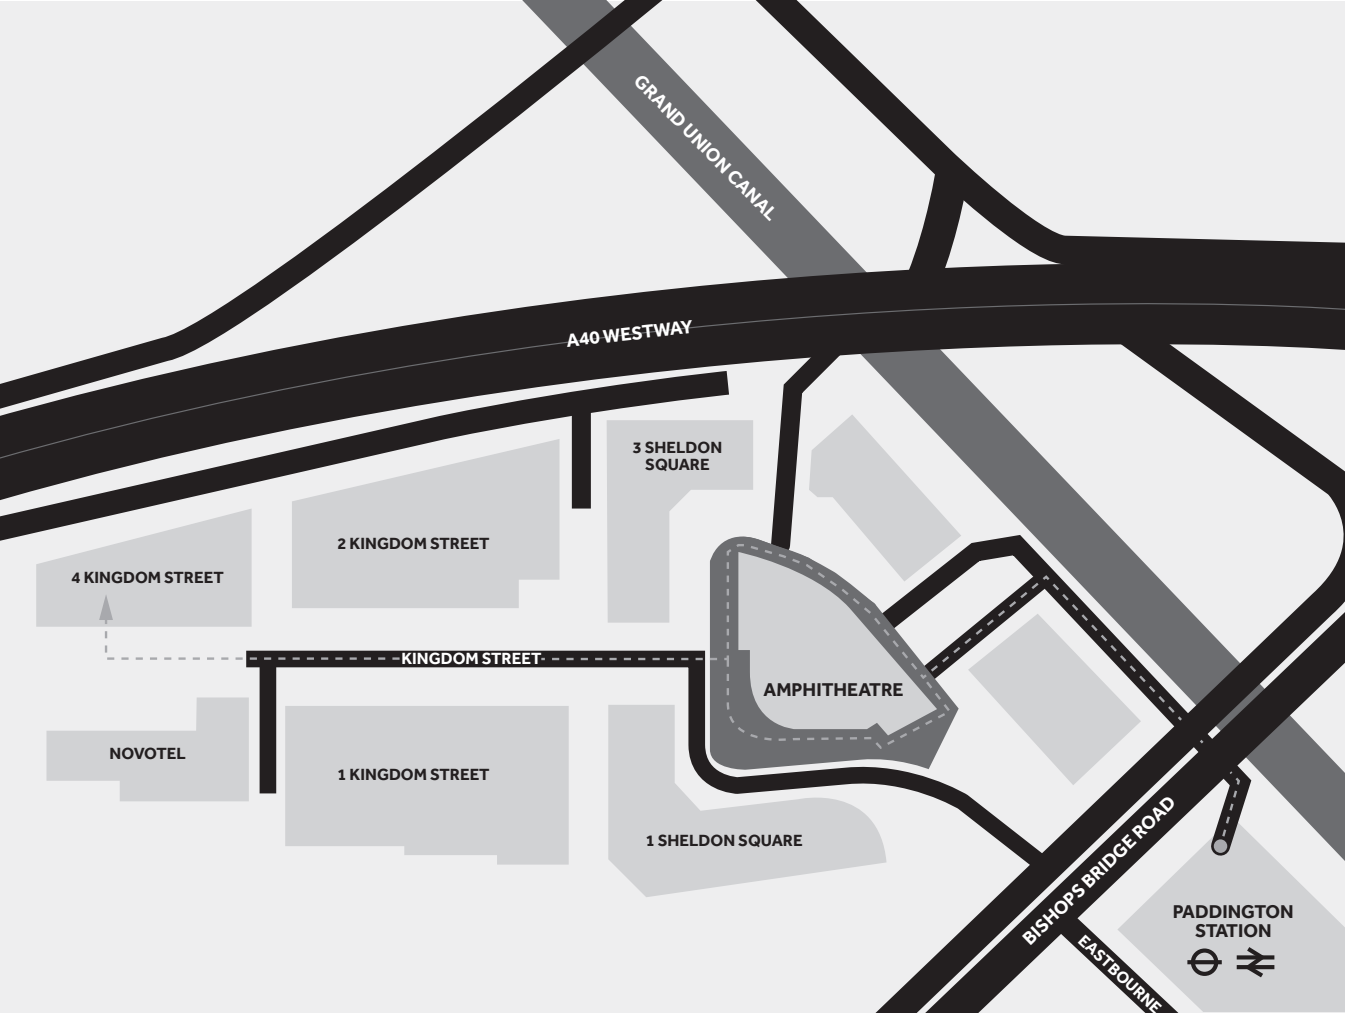 GRAND UNION CANAL
A40 WESTWAY
3 SHELDON
SQUARE
2 KINGDOM STREET
4 KINGDOM STREET
KINGDOM STREET
AMPHITHEATRE
NOVOTEL
1 KINGDOM STREET
1 SHELDON SQUARE
BISHOPS BRIDGE ROAD
PADDINGTON
STATION
EASTBOURNE